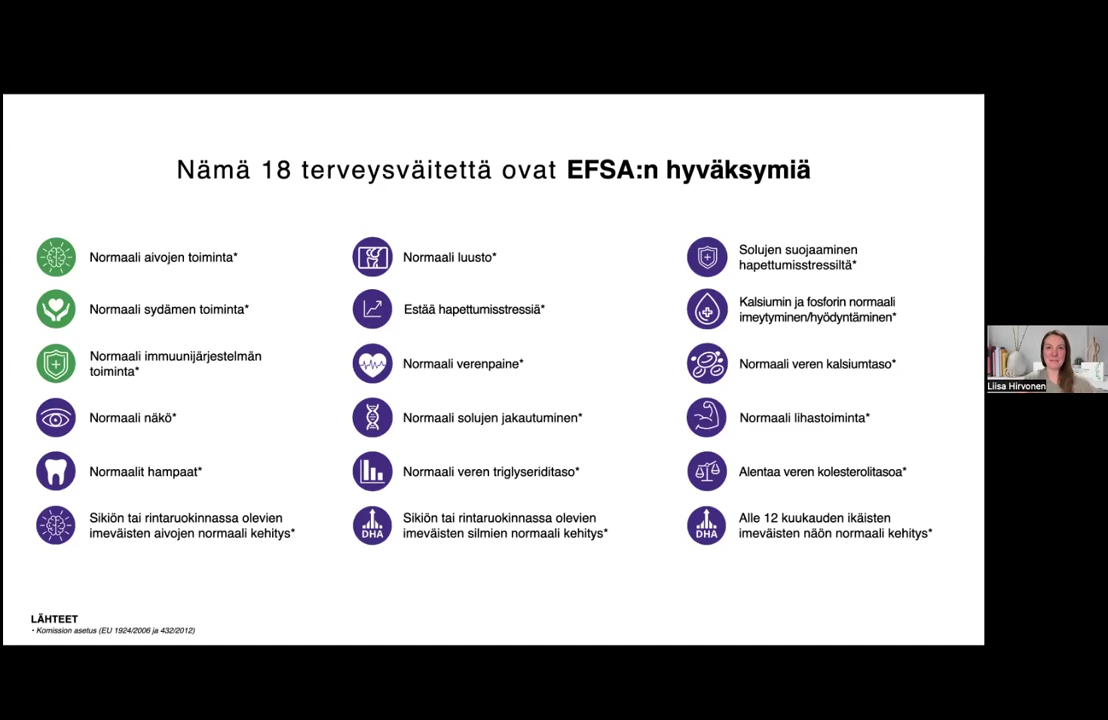 Nämä 18 terveysväitettä ovat EFSA:n hyväksymiä
Normaali aivojen toiminta*
Normaali sydämen toiminta*
Normaali immuunijärjestelmän
toiminta*
Normaali näkö*
Normaalit hampaat*
Sikiön tai rintaruokinnassa olevien
imeväisten aivojen normaali kehitys*
Normaali luusto*
Estää hapettumisstressiä*
Normaali verenpaine*
Normaali solujen jakautuminen*
Normaali veren triglyseriditaso*
DHA
Sikiön tai rintaruokinnassa olevien
imeväisten silmien normaali kehitys*
Solujen suojaaminen
hapettumisstressiltä*
Kalsiumin ja fosforin normaali
imeytyminen/hyödyntäminen*
Normaali veren kalsiumtaso*
Normaali lihastoiminta*
Alentaa veren kolesterolitasoa*
DHA
Alle 12 kuukauden ikäisten
imeväisten näön normaali kehitys*
LÄHTEET
* Komission asetus (EU 1924/2006 ja 432/2012)
Liisa Hirvonen